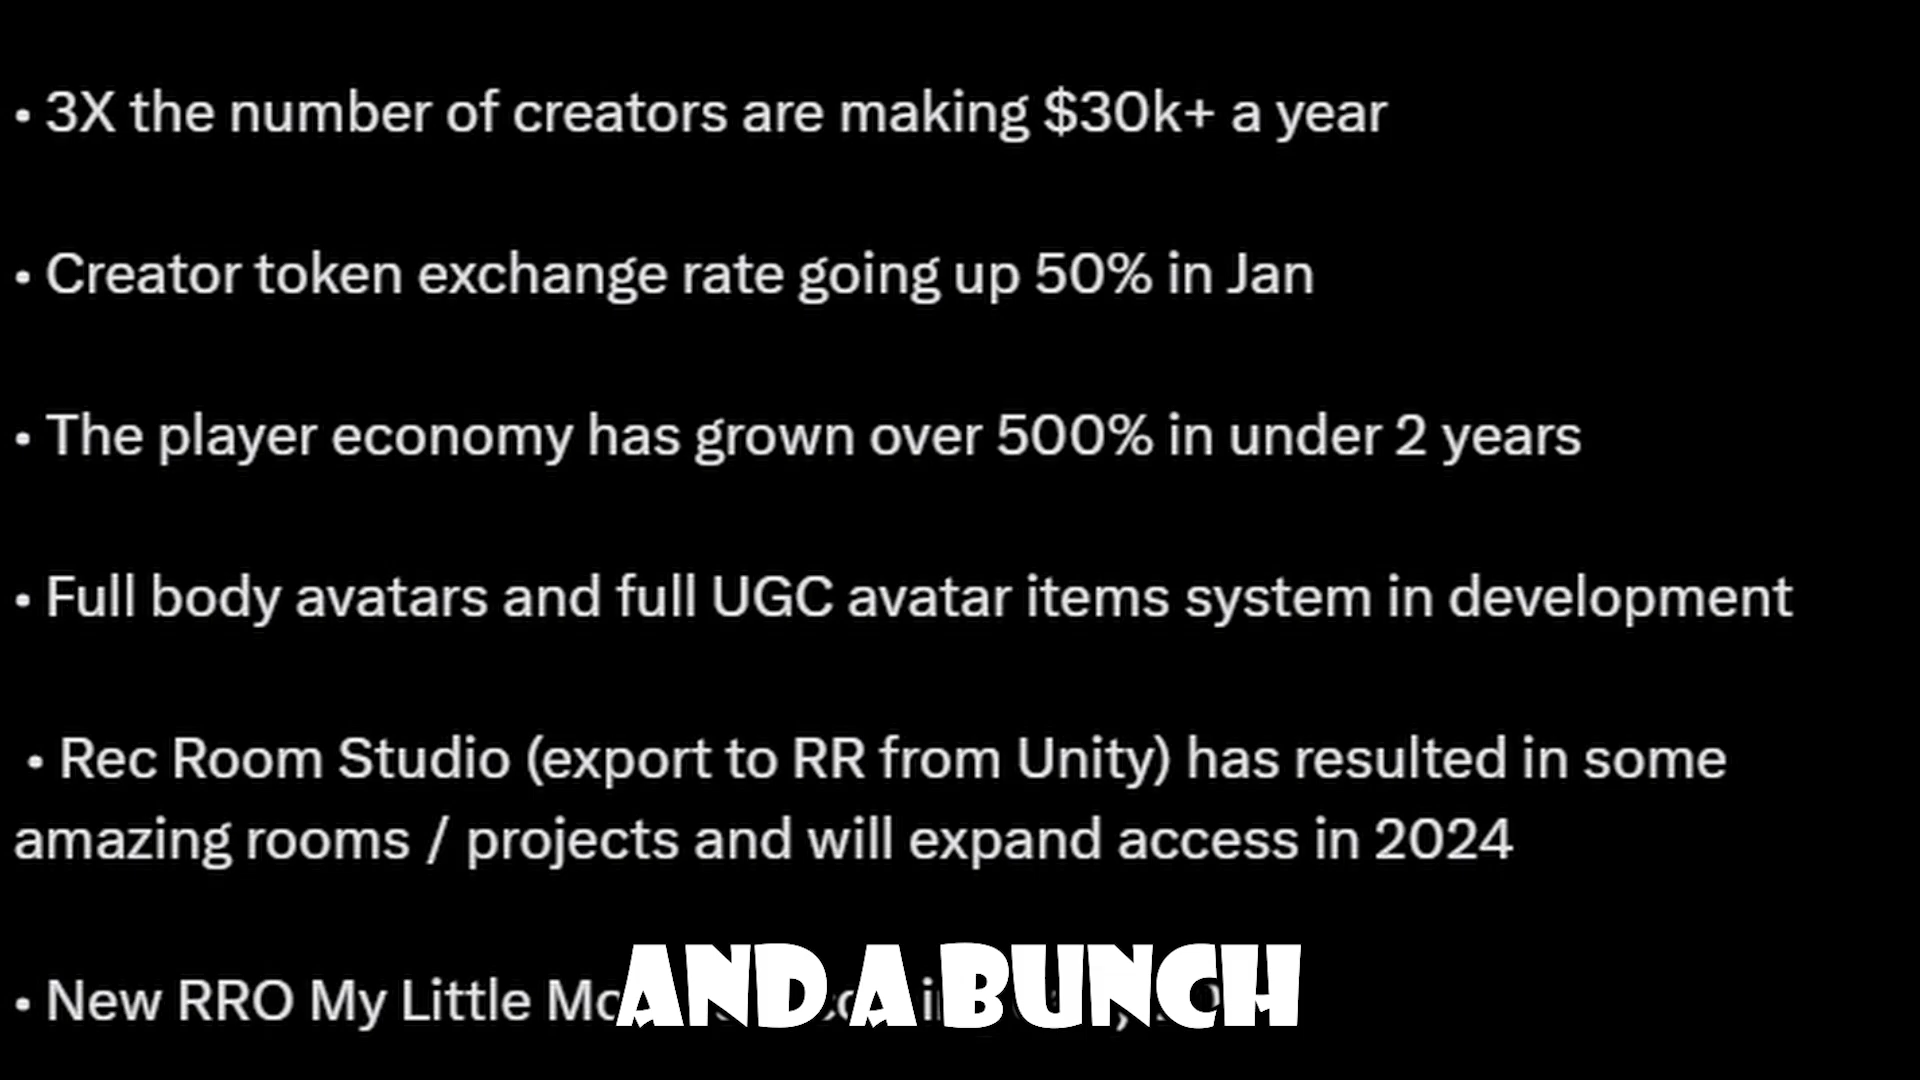 • 3X the number of creators are making $30k+ a year
• Creator token exchange rate going up 50% in Jan
• The player economy has grown over 500% in under 2 years
• Full body avatars and full UGC avatar items system in development
• Rec Room Studio (export to RR from Unity) has resulted in some
amazing rooms / projects and will expand access in 2024
• New RRO My Little
AND A BUNCH